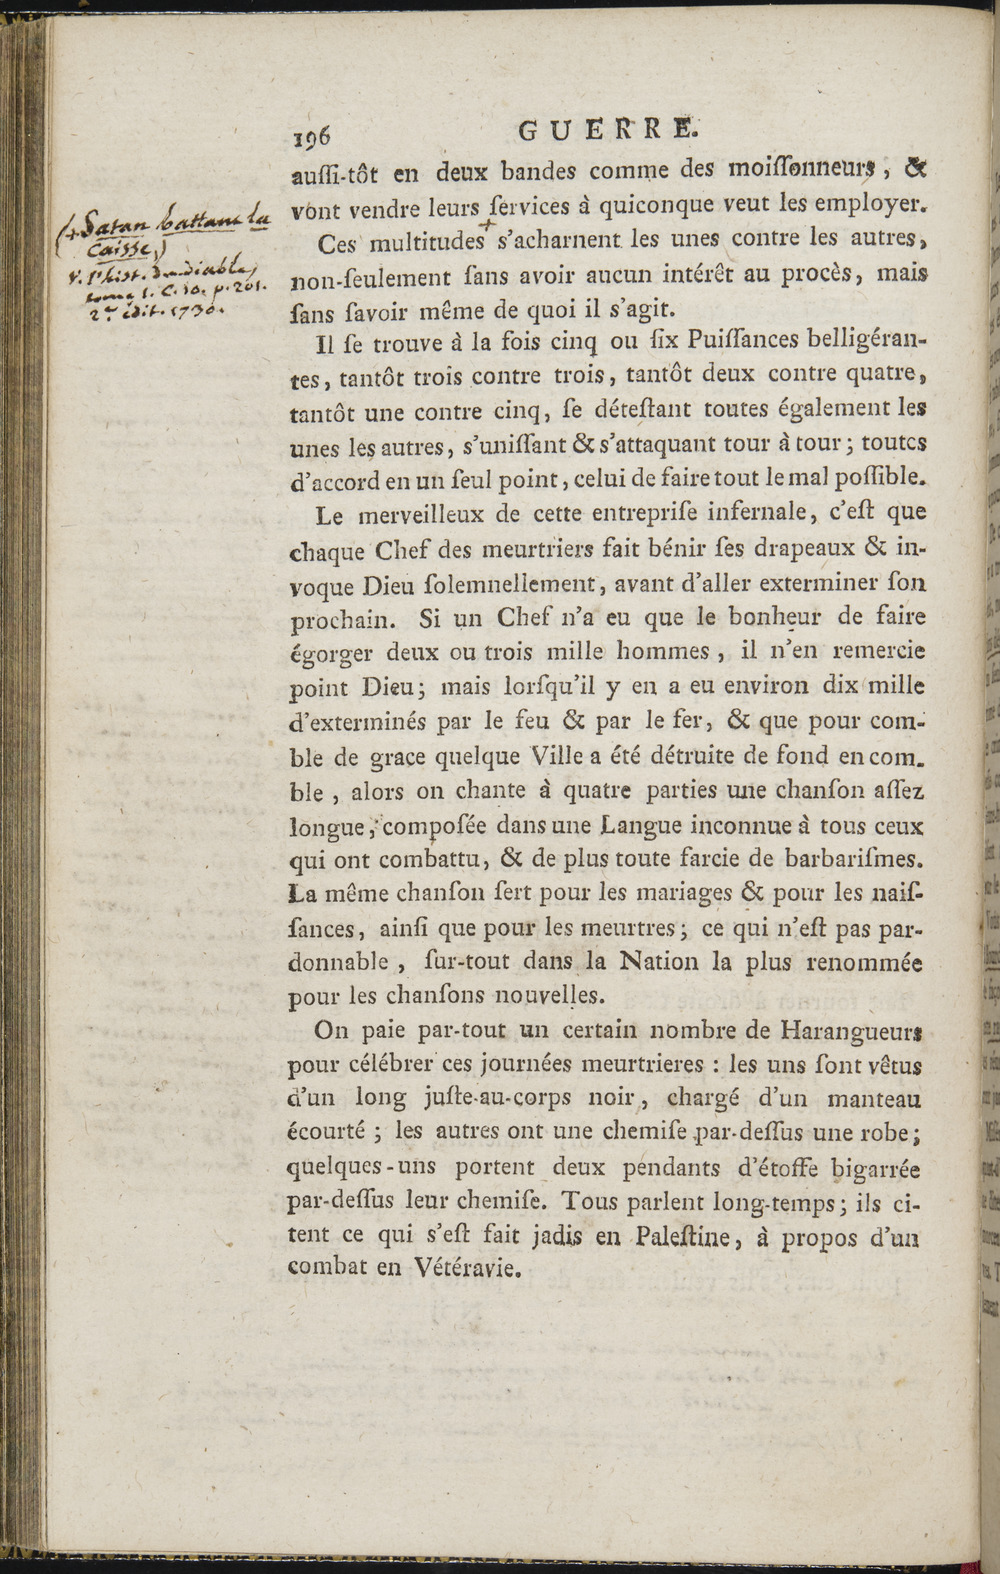 196 GUERRE.
auſſi-tôt en deux bandes comme des moiſſonneurs, &
vont vendre leurs ſervices à quiconque veut les employer.
Ces multitudes + s'acharnent les unes contre les autres,
non-ſeulement ſans avoir aucun intérêt au procès, mais
ſans ſavoir même de quoi il s'agit.
Il ſe trouve à la fois cinq ou ſix Puiſſances belligéran-
tes, tantôt trois contre trois, tantôt deux contre quatre,
tantôt une contre cinq, ſe déteſtant toutes également les
unes les autres, s'uniſſant & s'attaquant tour à tour; toutes
d'accord en un ſeul point, celui de faire tout le mal poſſible.
Le merveilleux de cette entrepriſe infernale, c'eſt que
chaque Chef des meurtriers fait bénir ſes drapeaux & in-
voque Dieu ſolemnellement, avant d'aller exterminer ſon
prochain. Si un Chef n'a eu que le bonheur de faire
égorger deux ou trois mille hommes, il n'en remercie
point Dieu; mais lorſqu'il y en a eu environ dix mille
d'exterminés par le feu & par le fer, & que pour com-
ble de grace quelque Ville a été détruite de fond en com-
ble, alors on chante à quatre parties une chanſon aſſez
longue, compoſée dans une Langue inconnue à tous ceux
qui ont combattu, & de plus toute farcie de barbariſmes.
La même chanſon ſert pour les mariages & pour les naiſ-
ſances, ainſi que pour les meurtres; ce qui n'eſt pas par-
donnable, ſur-tout dans la Nation la plus renommée
pour les chanſons nouvelles.
On paie par-tout un certain nombre de Harangueurs
pour célébrer ces journées meurtrieres : les uns ſont vêtus
d'un long juſte-au-corps noir, chargé d'un manteau
écourté; les autres ont une chemiſe par-deſſus une robe;
quelques-uns portent deux pendants d'étoffe bigarrée
par-deſſus leur chemiſe. Tous parlent long-temps; ils ci-
tent ce qui s'eſt fait jadis en Paleſtine, à propos d'un
combat en Vétéravie.
(+ Satan battant la
Caisse,)
V. l'hist. du diable,
tome 1. C. 10. p. 201.
2e. édit. 1730.